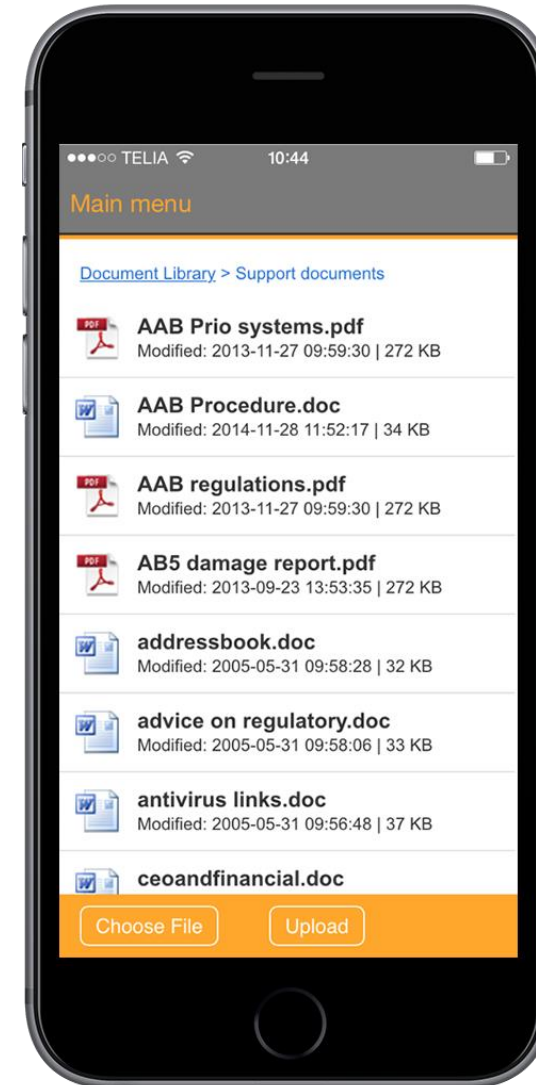 TELIA 10:44
Main menu
Document Library > Support documents
PDF
AAB Prio systems.pdf
Modified: 2013-11-27 09:59:30 | 272 KB
W
AAB Procedure.doc
Modified: 2014-11-28 11:52:17 | 34 KB
PDF
AAB regulations.pdf
Modified: 2013-11-27 09:59:30 | 272 KB
PDF
AB5 damage report.pdf
Modified: 2013-09-23 13:53:35 | 272 KB
W
addressbook.doc
Modified: 2005-05-31 09:58:28 | 32 KB
W
advice on regulatory.doc
Modified: 2005-05-31 09:58:06 | 33 KB
W
antivirus links.doc
Modified: 2005-05-31 09:56:48 | 37 KB
W
ceoandfinancial.doc
Choose File Upload